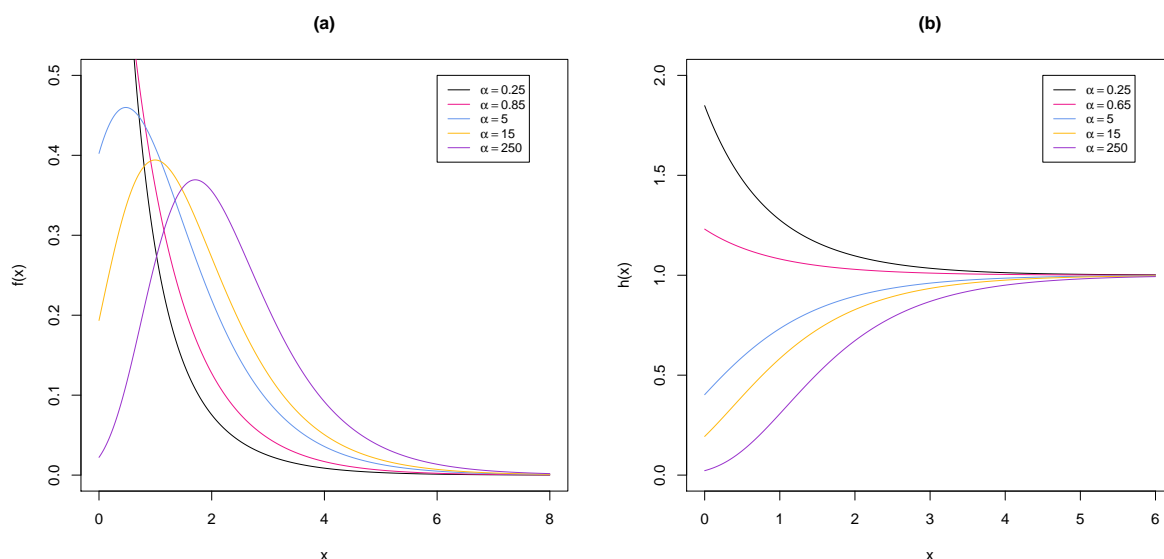 (a)
f(x)
0.5
0.4
0.3
0.2
0.1
0.0
α = 0.25
α = 0.85
α = 5
α = 15
α = 250
0 2 4 6 8
x
(b)
h(x)
2.0
1.5
1.0
0.5
0.0
α = 0.25
α = 0.65
α = 5
α = 15
α = 250
0 1 2 3 4 5 6
x